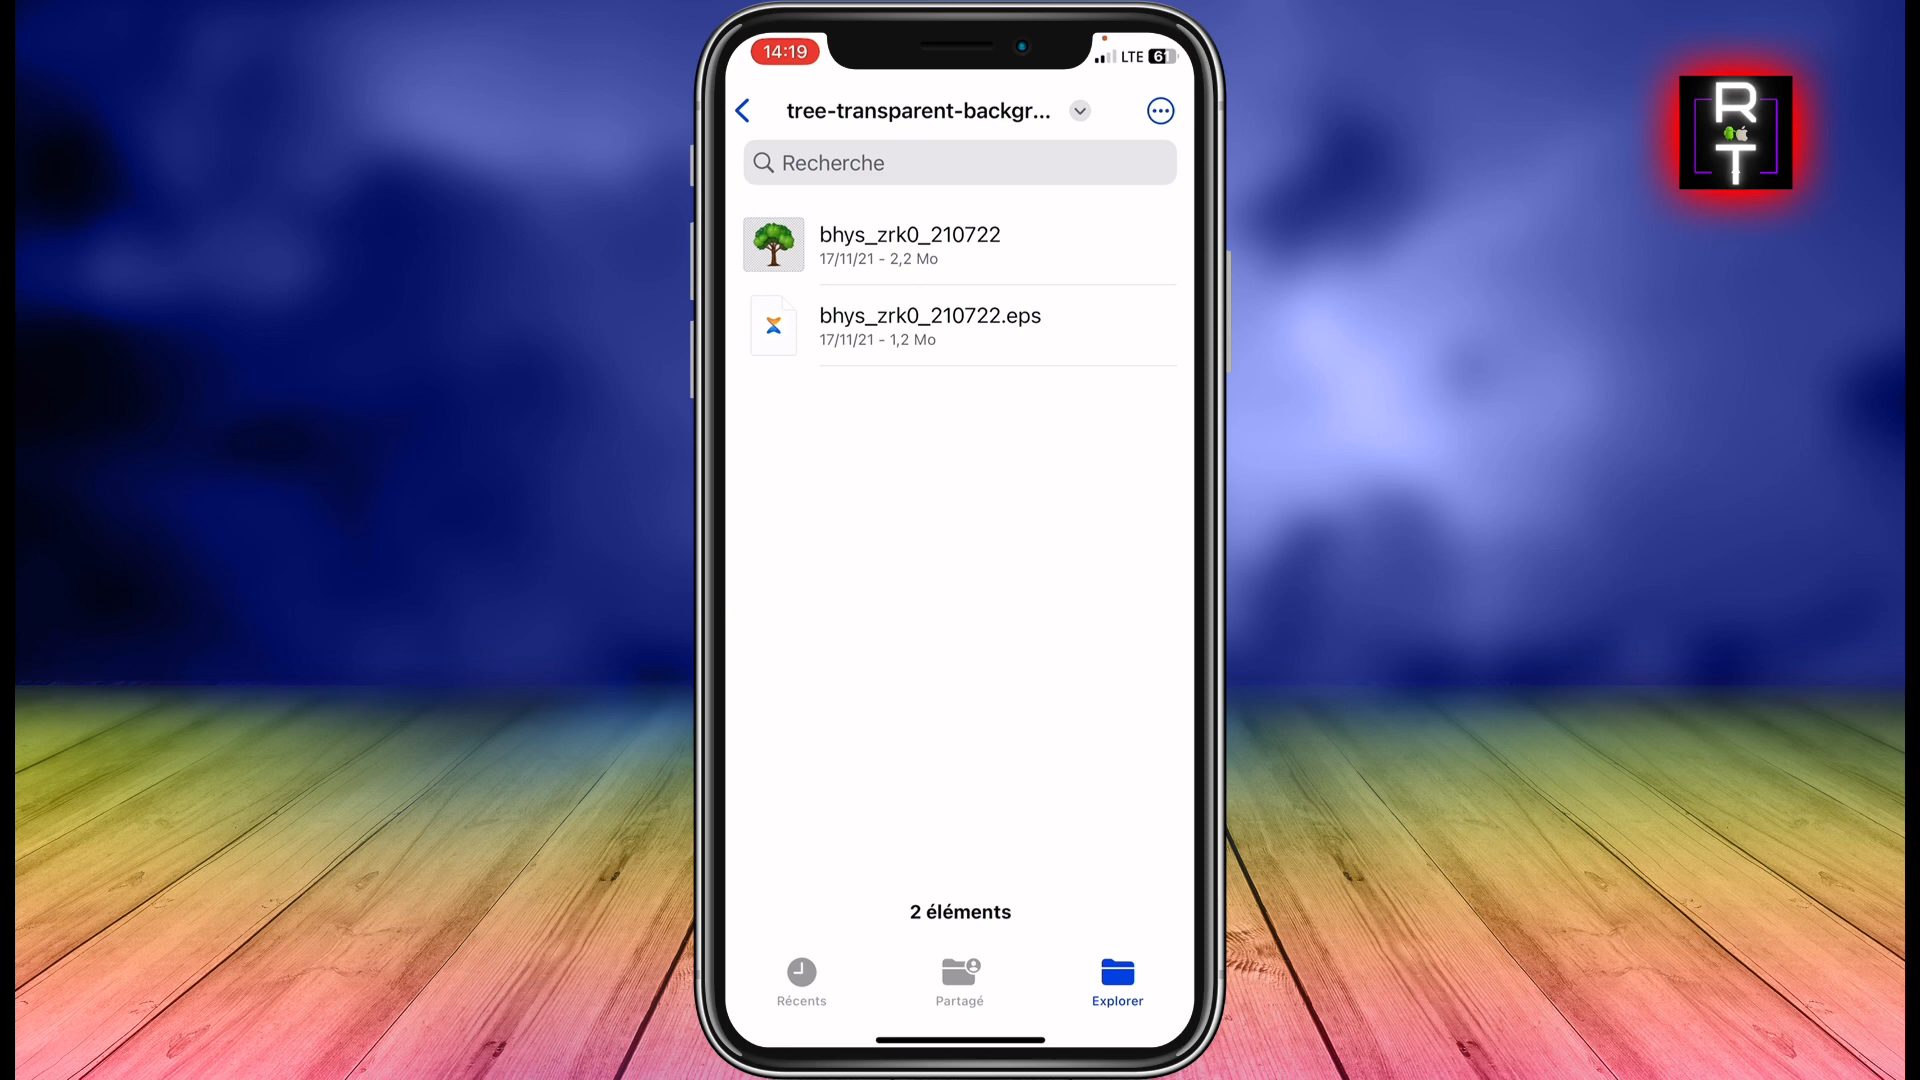 14:19
LTE 61
tree-transparent-backgr...
Recherche
bhys_zrk0_210722
17/11/21 - 2,2 Mo
bhys_zrk0_210722.eps
17/11/21 - 1,2 Mo
2 éléments
Récents
Partagé
Explorer
R
T